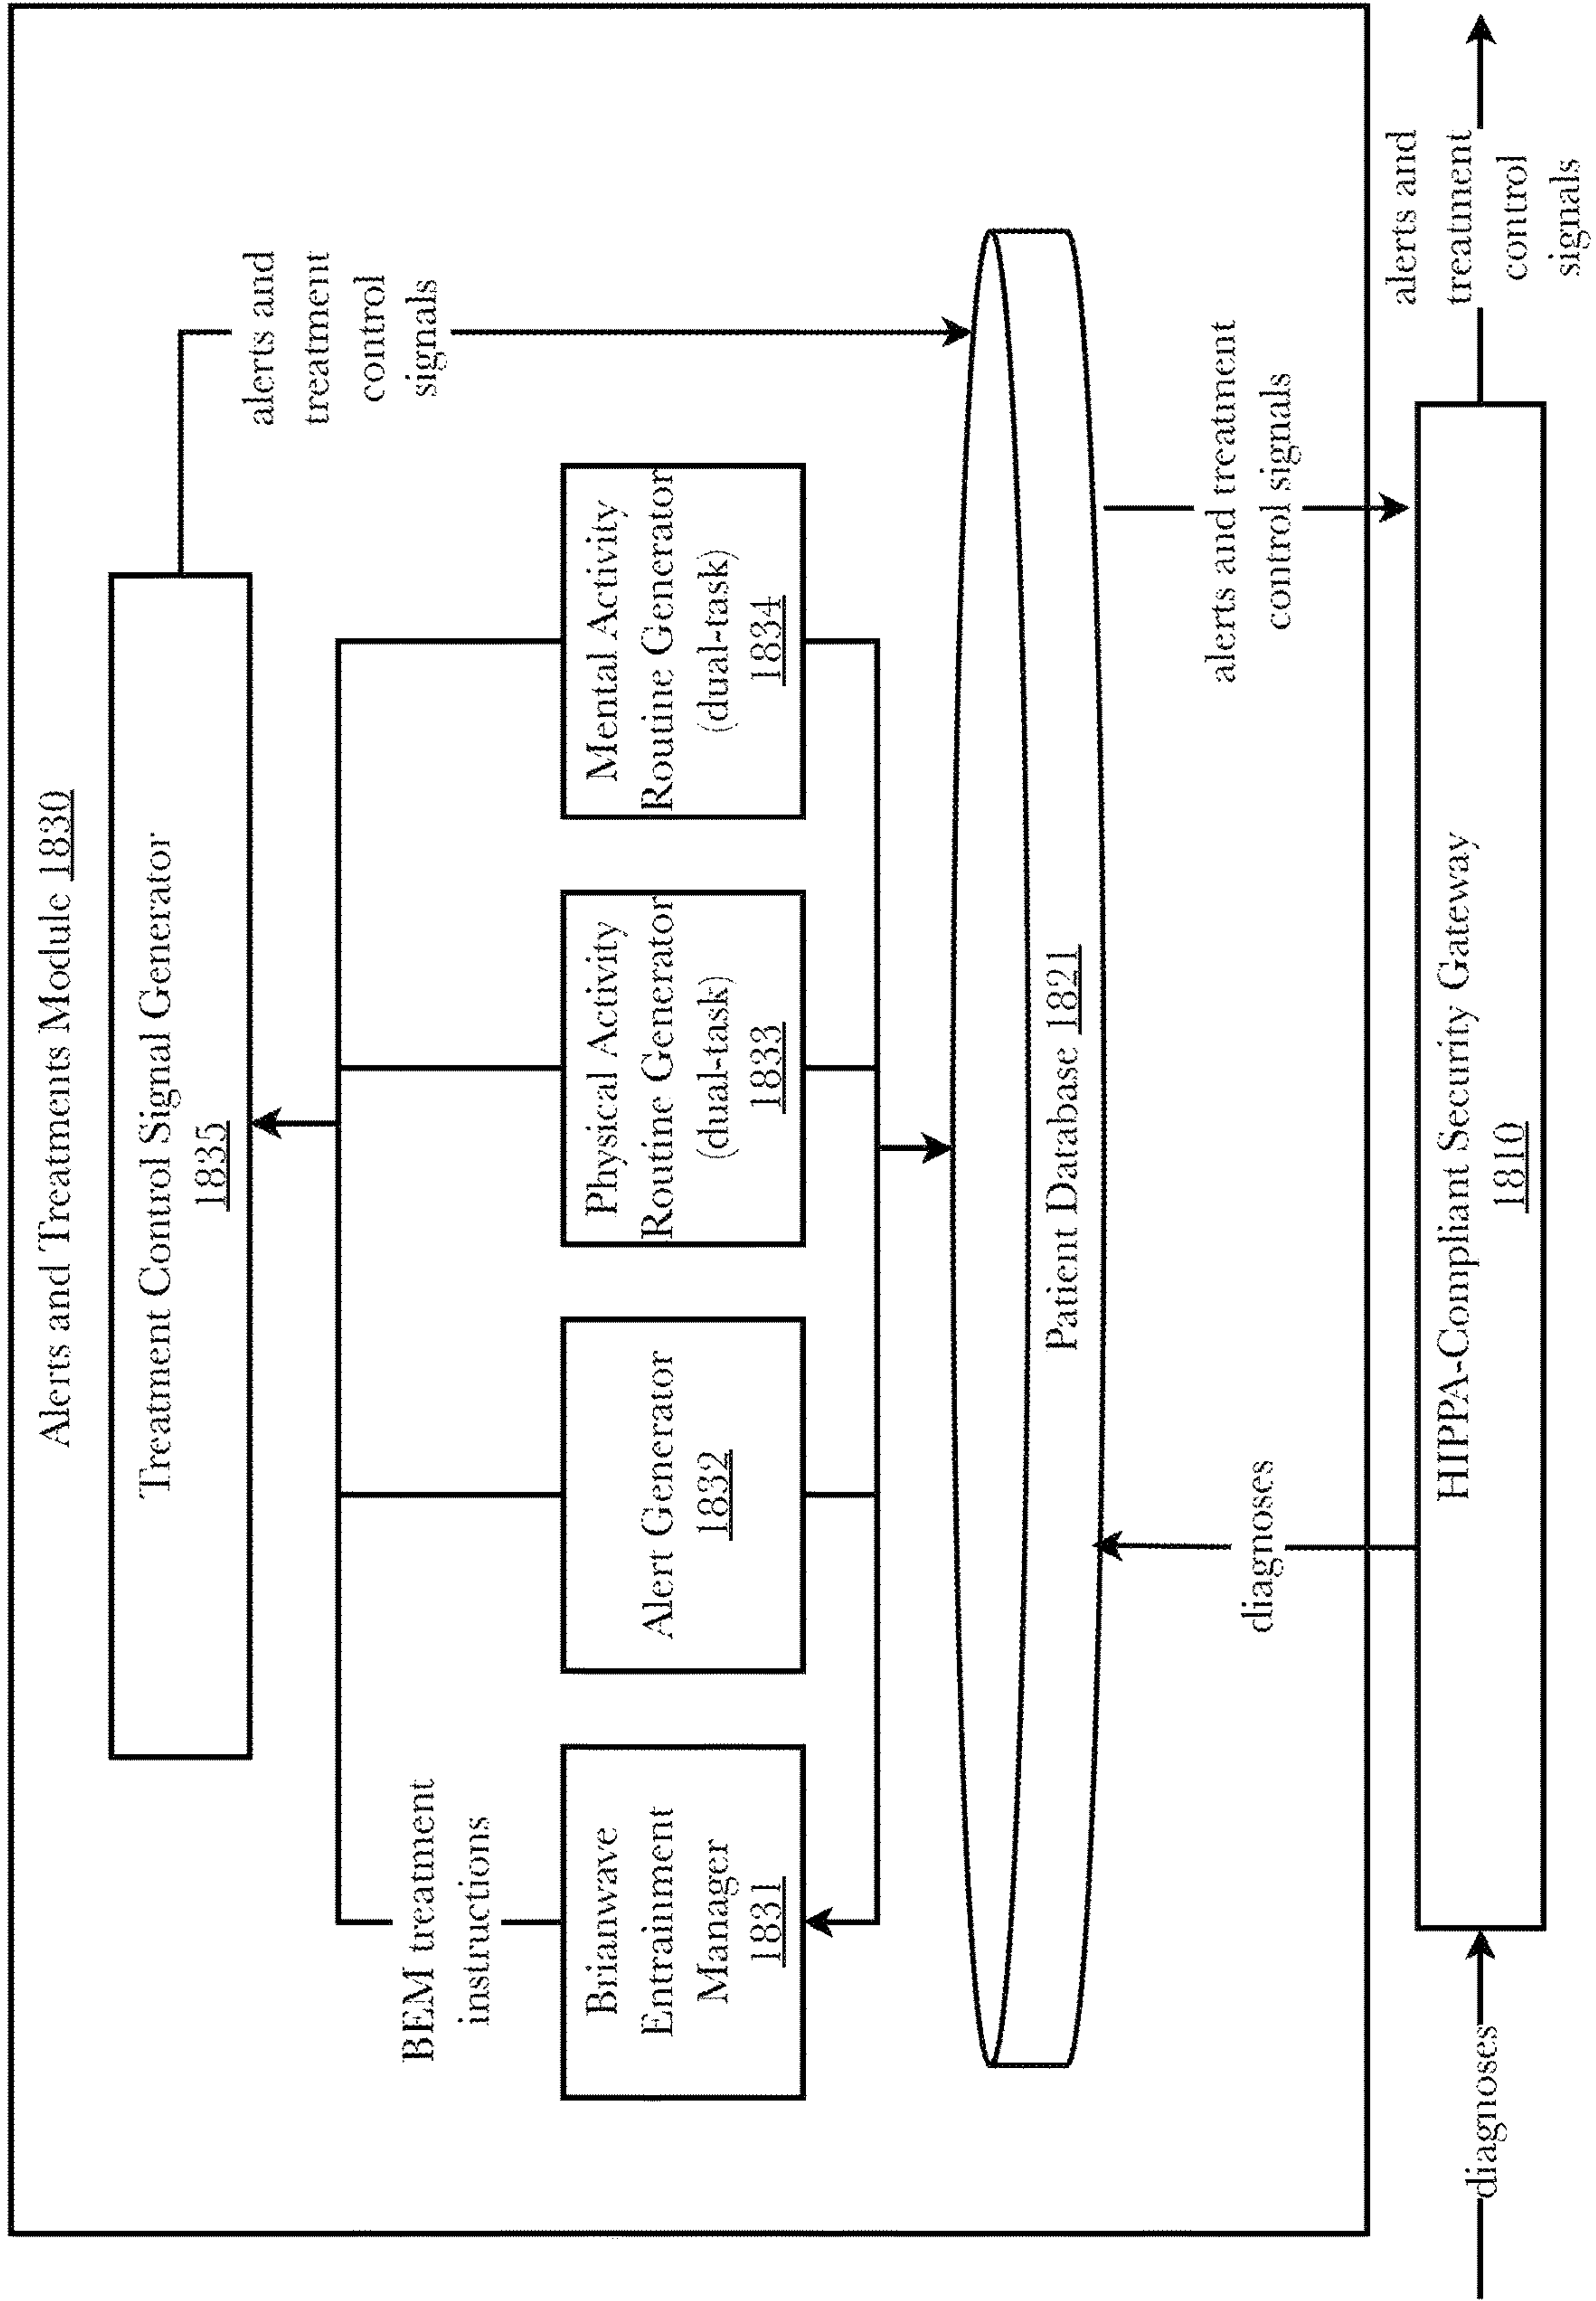 Alerts and Treatments Module 1830
Treatment Control Signal Generator
1835
alerts and
treatment
control
signals
BEM treatment
instructions
Brianwave
Entrainment
Manager
1831
Alert Generator
1832
Physical Activity
Routine Generator
(dual-task)
1833
Mental Activity
Routine Generator
(dual-task)
1834
Patient Database 1821
diagnoses
alerts and treatment
control signals
diagnoses
HIPPA-Compliant Security Gateway
1810
alerts and
treatment
control
signals